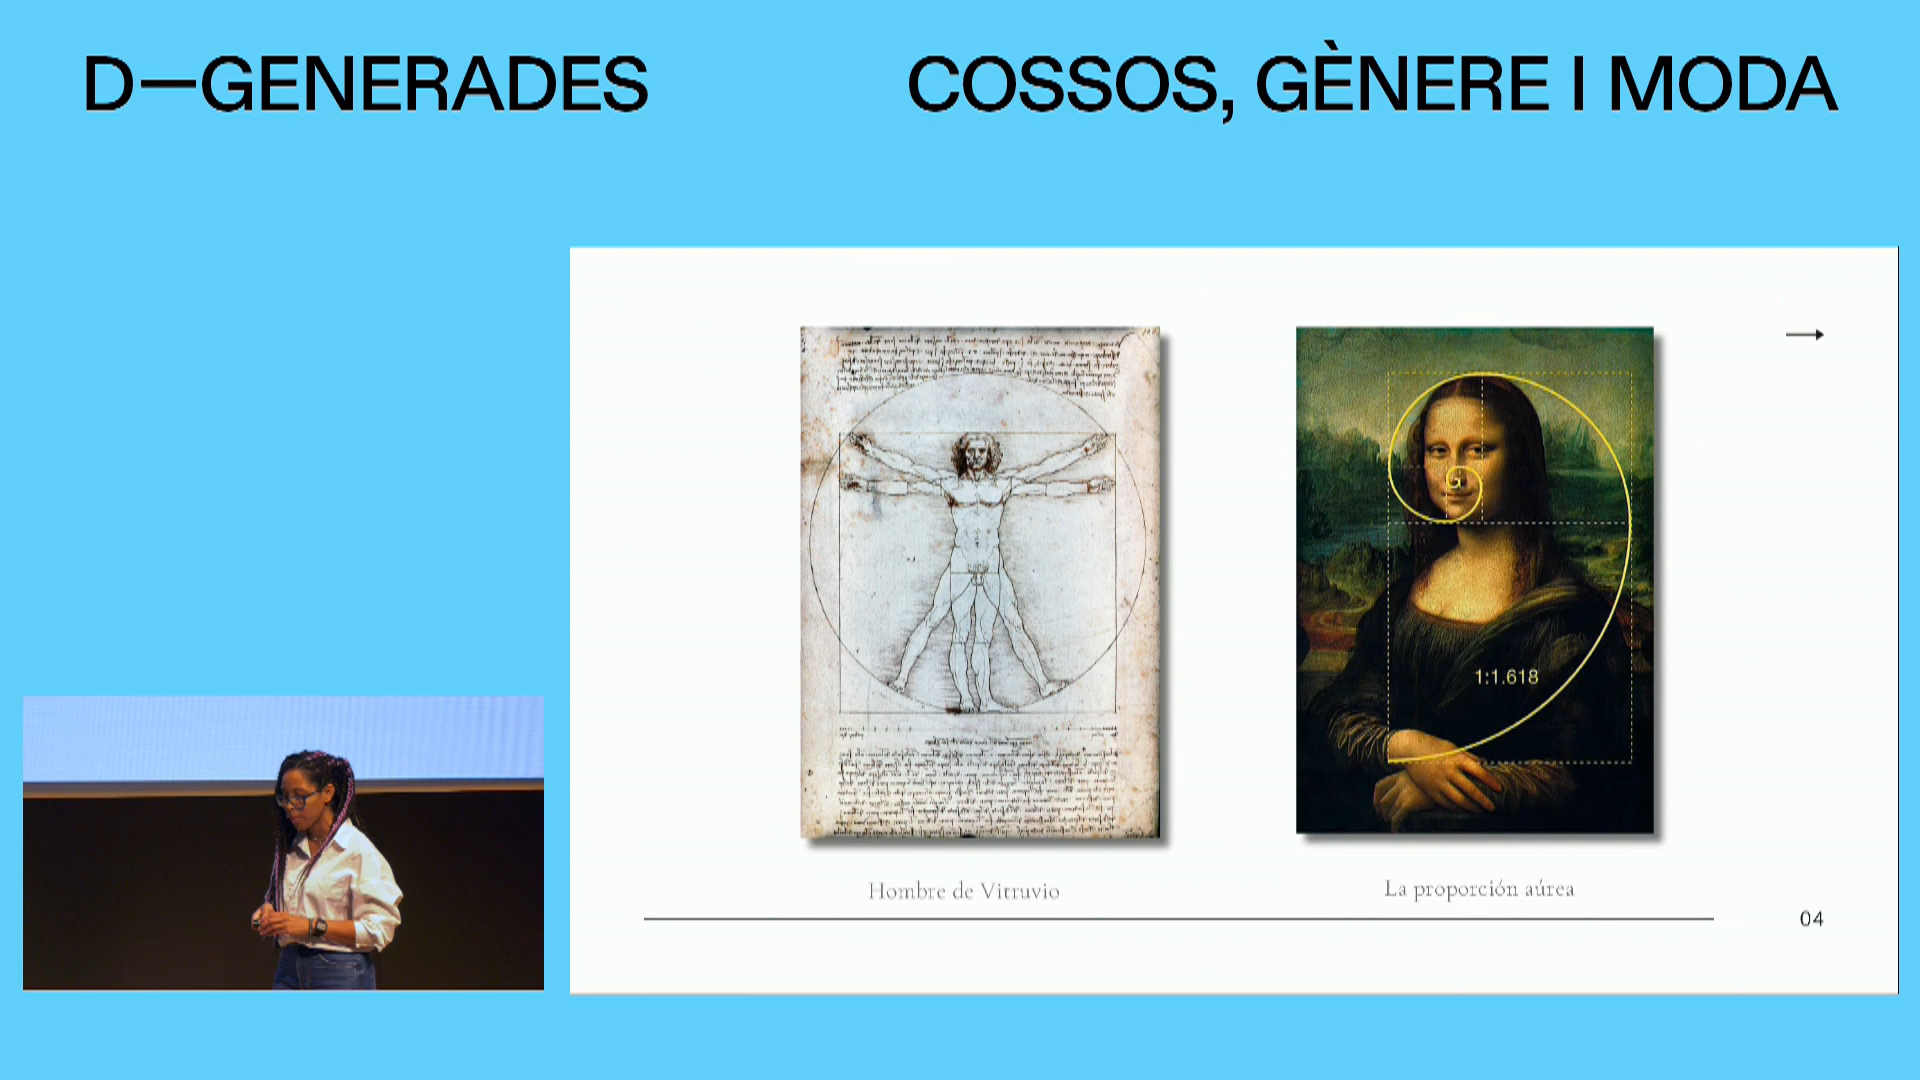 D—GENERADES
COSSOS, GÈNERE I MODA
1:1.618
Hombre de Vitruvio
La proporción aúrea
04